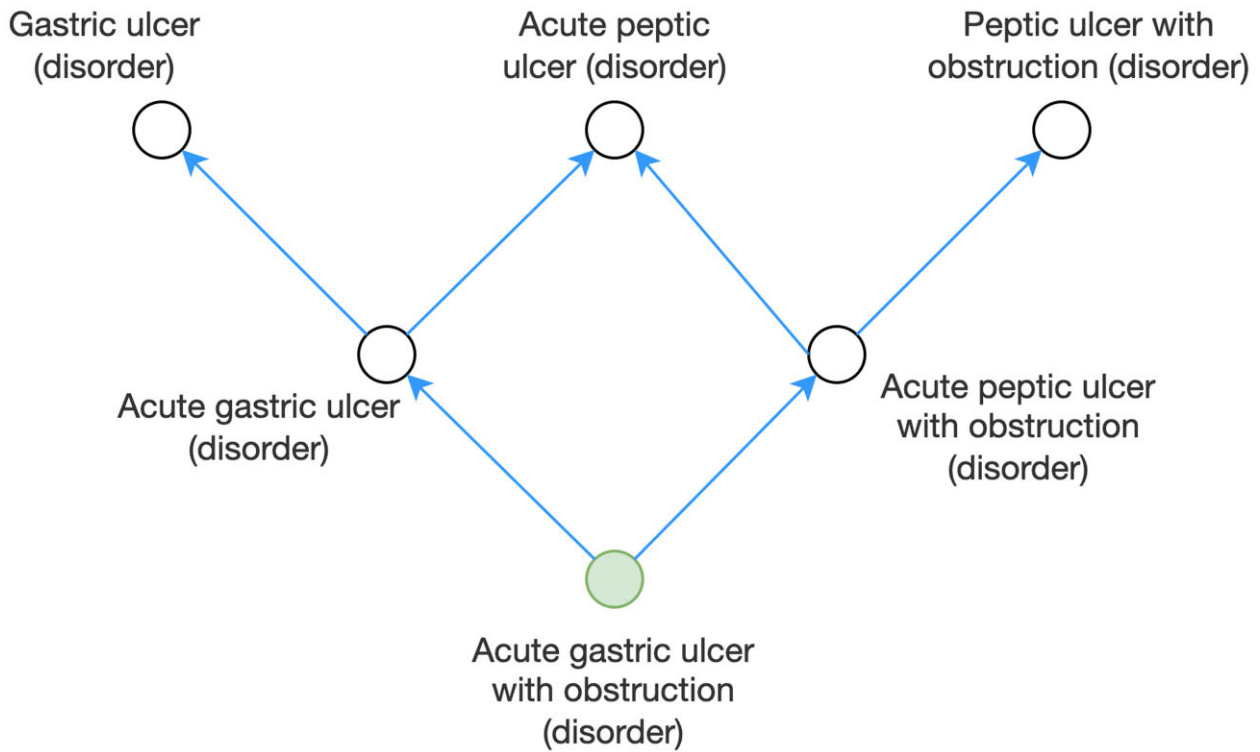 Gastric ulcer
(disorder)
Acute peptic
ulcer (disorder)
Peptic ulcer with
obstruction (disorder)
Acute gastric ulcer
(disorder)
Acute peptic ulcer
with obstruction
(disorder)
Acute gastric ulcer
with obstruction
(disorder)